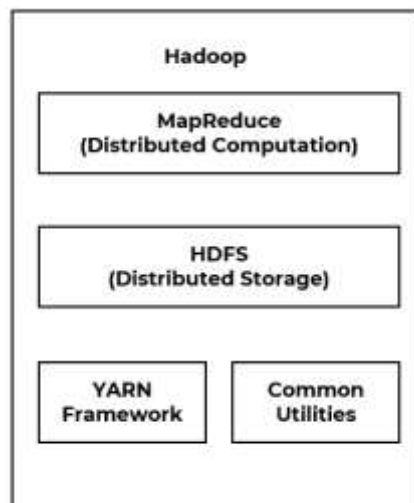 Hadoop
MapReduce
(Distributed Computation)
HDFS
(Distributed Storage)
YARN
Framework
Common
Utilities